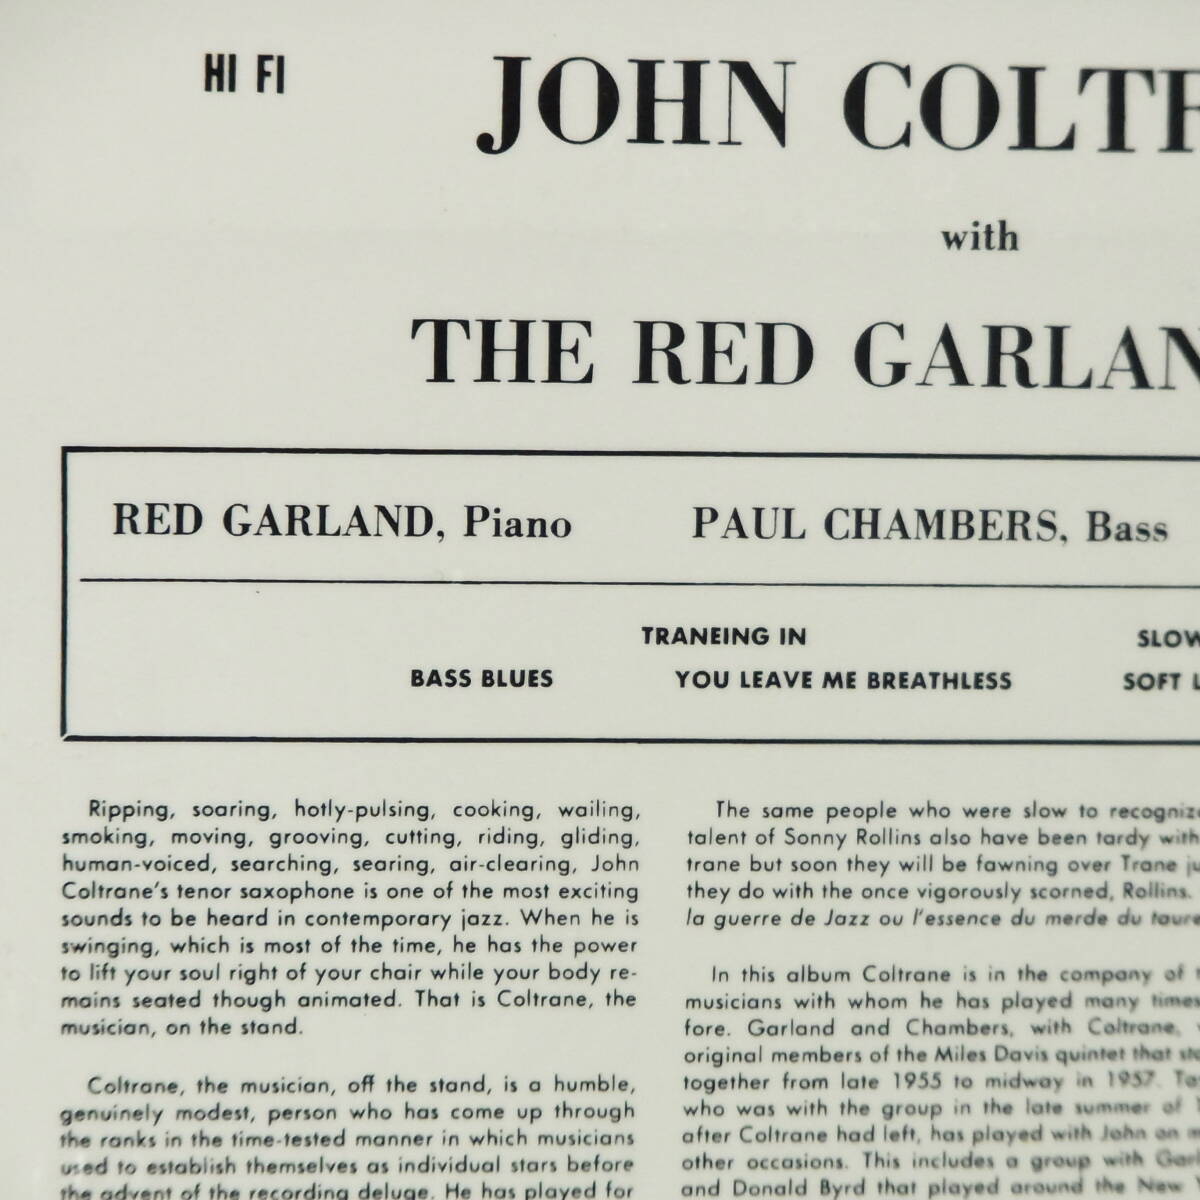 HI FI
JOHN COLTR
with
THE RED GARLAN
RED GARLAND, Piano PAUL CHAMBERS, Bass
TRANEING IN SLOW
BASS BLUES YOU LEAVE ME BREATHLESS SOFT L
Ripping, soaring, hotly-pulsing, cooking, wailing,
smoking, moving, grooving, cutting, riding, gliding,
human-voiced, searching, searing, air-clearing, John
Coltrane's tenor saxophone is one of the most exciting
sounds to be heard in contemporary jazz. When he is
swinging, which is most of the time, he has the power
to lift your soul right of your chair while your body re-
mains seated though animated. That is Coltrane, the
musician, on the stand.
Coltrane, the musician, off the stand, is a humble,
genuinely modest, person who has come up through
the ranks in the time-tested manner in which musicians
used to establish themselves as individual stars before
the advent of the recording deluge. He has played for
The same people who were slow to recognize
talent of Sonny Rollins also have been tardy with
trane but soon they will be fawning over Trane ju
they do with the once vigorously scorned, Rollins.
la guerre de Jazz ou l'essence du merde du taure
In this album Coltrane is in the company of
musicians with whom he has played many times
fore. Garland and Chambers, with Coltrane,
original members of the Miles Davis quintet that
together from late 1955 to midway in 1957.
who was with the group in the late summer of
after Coltrane had left, has played with John on
other occasions. This includes a group with
and Donald Byrd that played around the New